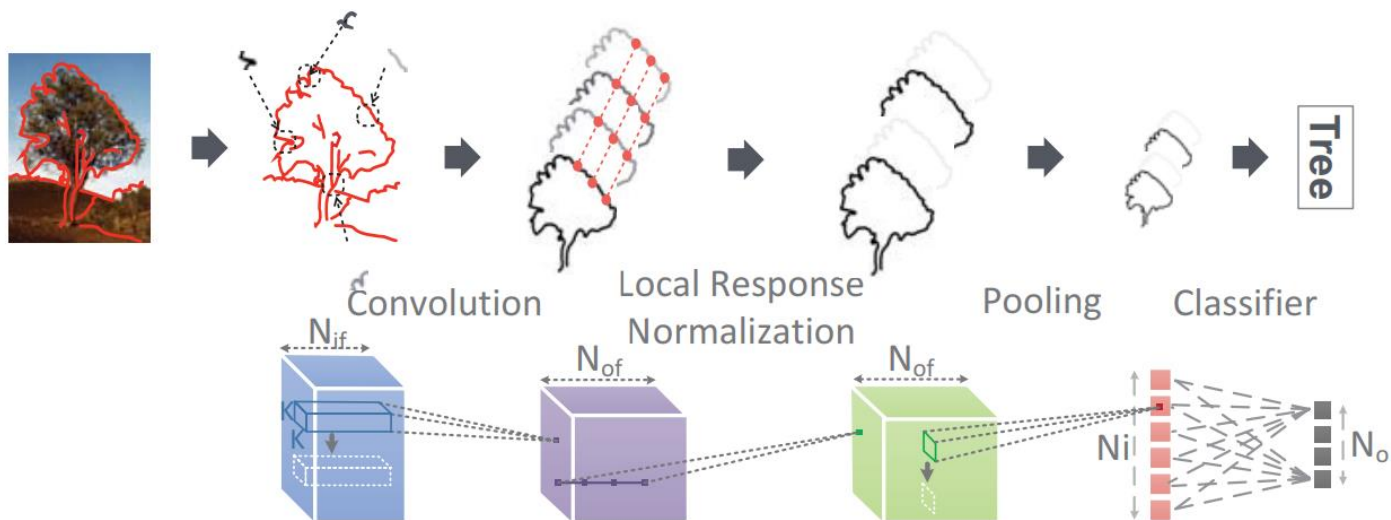 Tree
Convolution
Local Response
Normalization
Pooling
Classifier
Nif
Nof
Nof
K
K
Ni
No